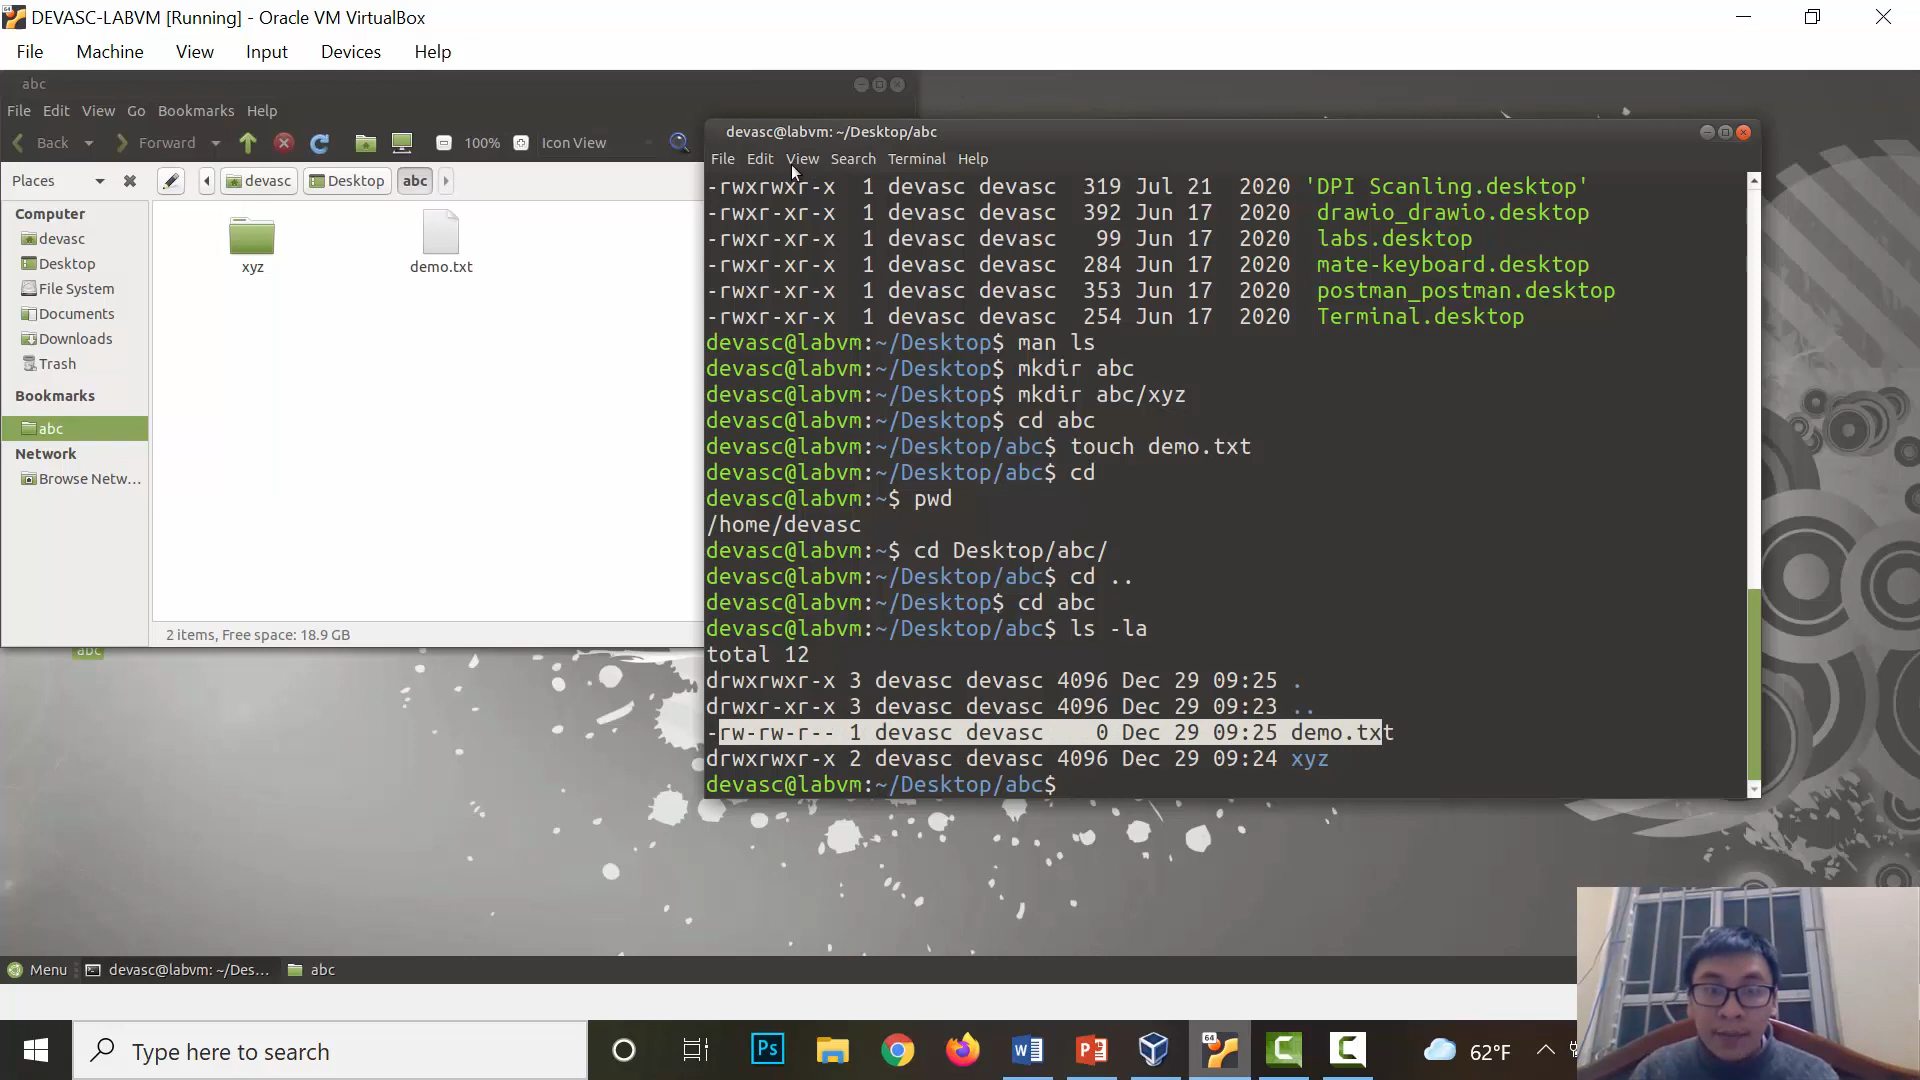 DEVASC-LABVM [Running] - Oracle VM VirtualBox
File Machine View Input Devices Help
abc
File Edit View Go Bookmarks Help
Back Forward 100% Icon View
Places devasc Desktop abc
Computer
devasc
Desktop
File System
Documents
Downloads
Trash
Bookmarks
abc
Network
Browse Netw...
xyz
demo.txt
2 items, Free space: 18.9 GB
abc
devasc@labvm: ~/Desktop/abc
File Edit View Search Terminal Help
-rwxrwxr-x 1 devasc devasc 319 Jul 21 2020 'DPI Scanling.desktop'
-rwxr-xr-x 1 devasc devasc 392 Jun 17 2020 drawio_drawio.desktop
-rwxr-xr-x 1 devasc devasc 99 Jun 17 2020 labs.desktop
-rwxr-xr-x 1 devasc devasc 284 Jun 17 2020 mate-keyboard.desktop
-rwxr-xr-x 1 devasc devasc 353 Jun 17 2020 postman_postman.desktop
-rwxr-xr-x 1 devasc devasc 254 Jun 17 2020 Terminal.desktop
devasc@labvm:~/Desktop$ man ls
devasc@labvm:~/Desktop$ mkdir abc
devasc@labvm:~/Desktop$ mkdir abc/xyz
devasc@labvm:~/Desktop$ cd abc
devasc@labvm:~/Desktop/abc$ touch demo.txt
devasc@labvm:~/Desktop/abc$ cd
devasc@labvm:~$ pwd
/home/devasc
devasc@labvm:~$ cd Desktop/abc/
devasc@labvm:~/Desktop/abc$ cd ..
devasc@labvm:~/Desktop$ cd abc
devasc@labvm:~/Desktop/abc$ ls -la
total 12
drwxrwxr-x 3 devasc devasc 4096 Dec 29 09:25 .
drwxr-xr-x 3 devasc devasc 4096 Dec 29 09:23 ..
-rw-rw-r-- 1 devasc devasc 0 Dec 29 09:25 demo.txt
drwxrwxr-x 2 devasc devasc 4096 Dec 29 09:24 xyz
devasc@labvm:~/Desktop/abc$
Menu devasc@labvm: ~/Des... abc
Type here to search Ps W P 64 C C 62°F